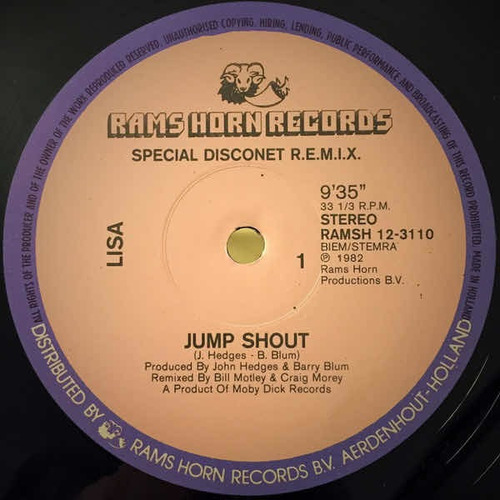 ALL RIGHTS OF THE PRODUCER AND OF THE OWNER OF THE WORK REPRODUCED RESERVED. UNAUTHORISED COPYING, HIRING, LENDING, PUBLIC PERFORMANCE AND BROADCASTING OF THIS RECORD PROHIBITED. MADE IN HOLLAND
RAMS HORN RECORDS
SPECIAL DISCONET R.E.M.I.X.
9'35"
33 1/3 R.P.M.
STEREO
RAMSH 12-3110
BIEM/STEMRA
℗ 1982
Rams Horn
Productions B.V.
LISA
1
JUMP SHOUT
(J. Hedges - B. Blum)
Produced By John Hedges & Barry Blum
Remixed By Bill Motley & Craig Morey
A Product Of Moby Dick Records
DISTRIBUTED BY RAMS HORN RECORDS BV. AERDENHOUT-HOLLAND